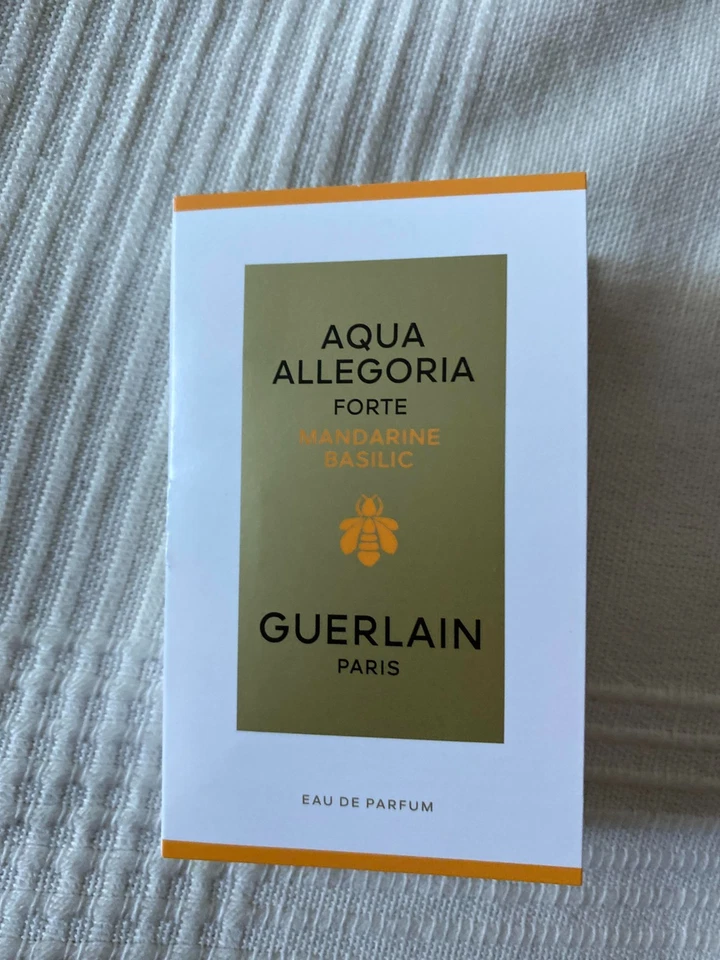 AQUA
ALLEGORIA
FORTE
MANDARINE
BASILIC
GUERLAIN
PARIS
EAU DE PARFUM